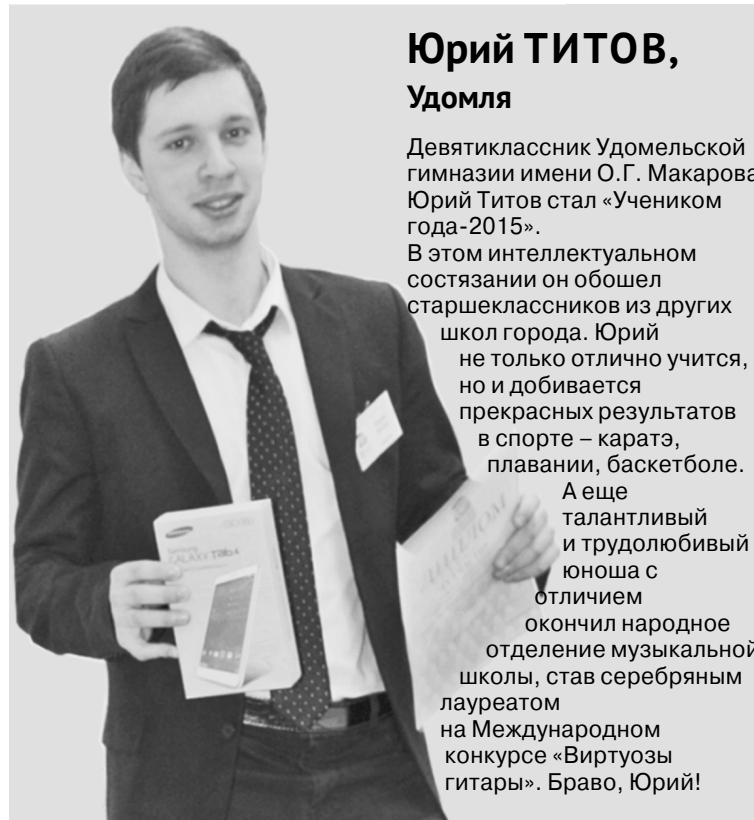 Юрий ТИТОВ,
Удомля
Девятиклассник Удомельской
гимназии имени О.Г. Макарова
Юрий Титов стал «Учеником
года-2015».
В этом интеллектуальном
состязании он обошел
старшеклассников из других
школ города. Юрий
не только отлично учится,
но и добивается
прекрасных результатов
в спорте – каратэ,
плавании, баскетболе.
А еще
талантливый
и трудолюбивый
юноша с
отличием
окончил народное
отделение музыкальной
школы, став серебряным
лауреатом
на Международном
конкурсе «Виртуозы
гитары». Браво, Юрий!
SAMSUNG
Samsung
GALAXY Tab4
ДИПЛОМ